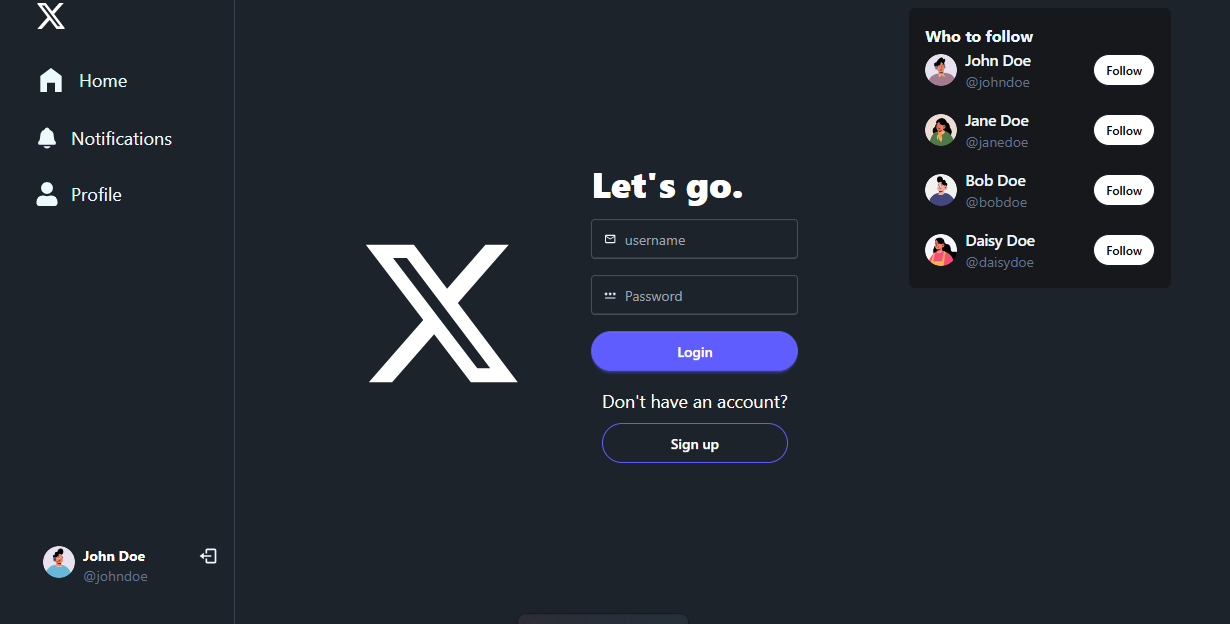 Home
Notifications
Profile
John Doe
@johndoe
Let's go.
username
Password
Login
Don't have an account?
Sign up
Who to follow
John Doe
@johndoe
Follow
Jane Doe
@janedoe
Follow
Bob Doe
@bobdoe
Follow
Daisy Doe
@daisydoe
Follow